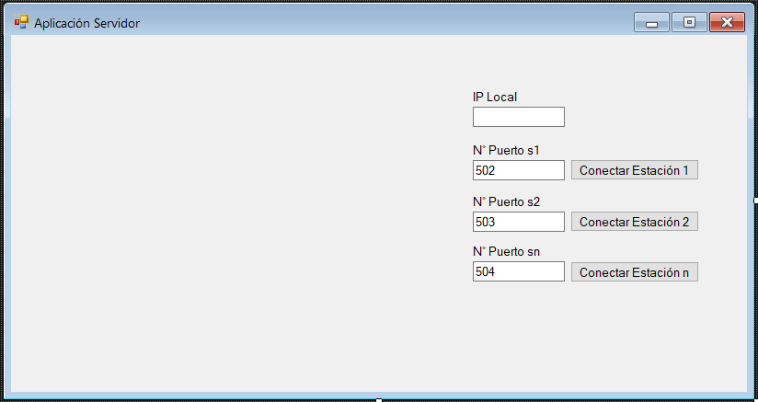 Aplicación Servidor
IP Local
N° Puerto s1
502
Conectar Estación 1
N° Puerto s2
503
Conectar Estación 2
N° Puerto sn
504
Conectar Estación n